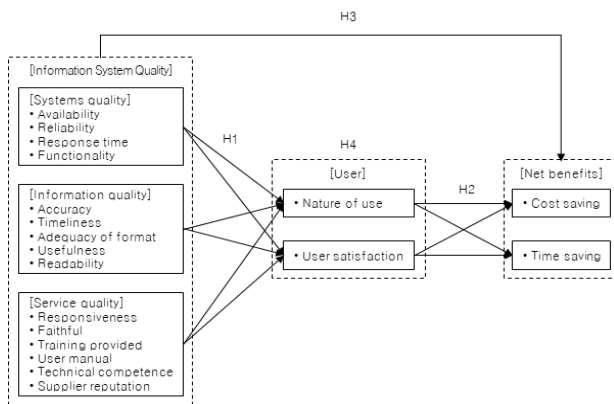 H3
[Information System Quality]
[Systems quality]
• Availability
• Reliability
• Response time
• Functionality
[Information quality]
• Accuracy
• Timeliness
• Adequacy of format
• Usefulness
• Readability
[Service quality]
• Responsiveness
• Faithful
• Training provided
• User manual
• Technical competence
• Supplier reputation
H1
H4
[User]
• Nature of use
• User satisfaction
H2
[Net benefits]
• Cost saving
• Time saving